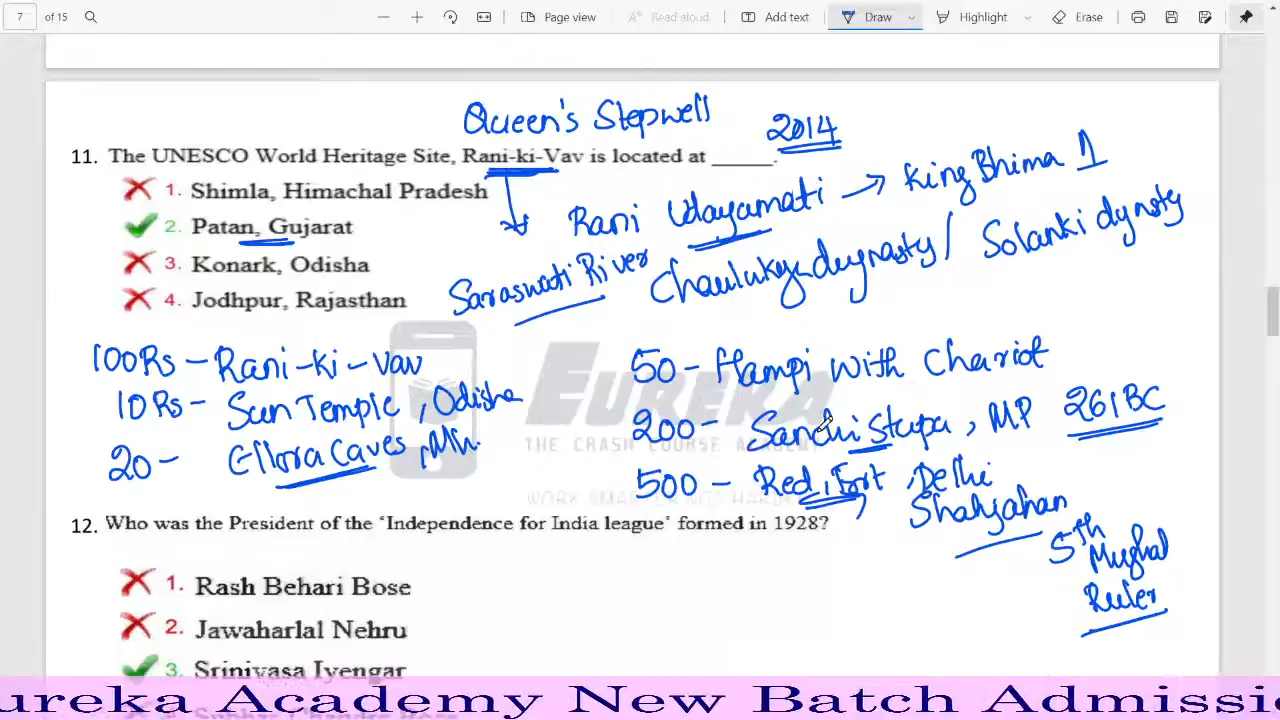 7 of 15 Page view Read aloud Add text Draw Highlight Erase
Queen's Stepwell
2014
11. The UNESCO World Heritage Site, Rani-ki-Vav is located at _____.
1. Shimla, Himachal Pradesh
2. Patan, Gujarat
3. Konark, Odisha
4. Jodhpur, Rajasthan
Rani Udayamati → King Bhima 1
Saraswati River
Chaulukya dynasty / Solanki dynasty
100Rs - Rani-ki-Vav
10Rs - Sun Temple, Odisha
20 - Ellora Caves, MH.
50 - Hampi with Chariot
200 - Sanchi Stupa, MP 261BC
500 - Red Fort, Delhi
Shahjahan
5th
Mughal
Ruler
EUREKA
THE CRASH COURSE ACADEMY
WORK SMART
12. Who was the President of the 'Independence for India league' formed in 1928?
1. Rash Behari Bose
2. Jawaharlal Nehru
3. Srinivasa Iyengar
ureka Academy New Batch Admissi